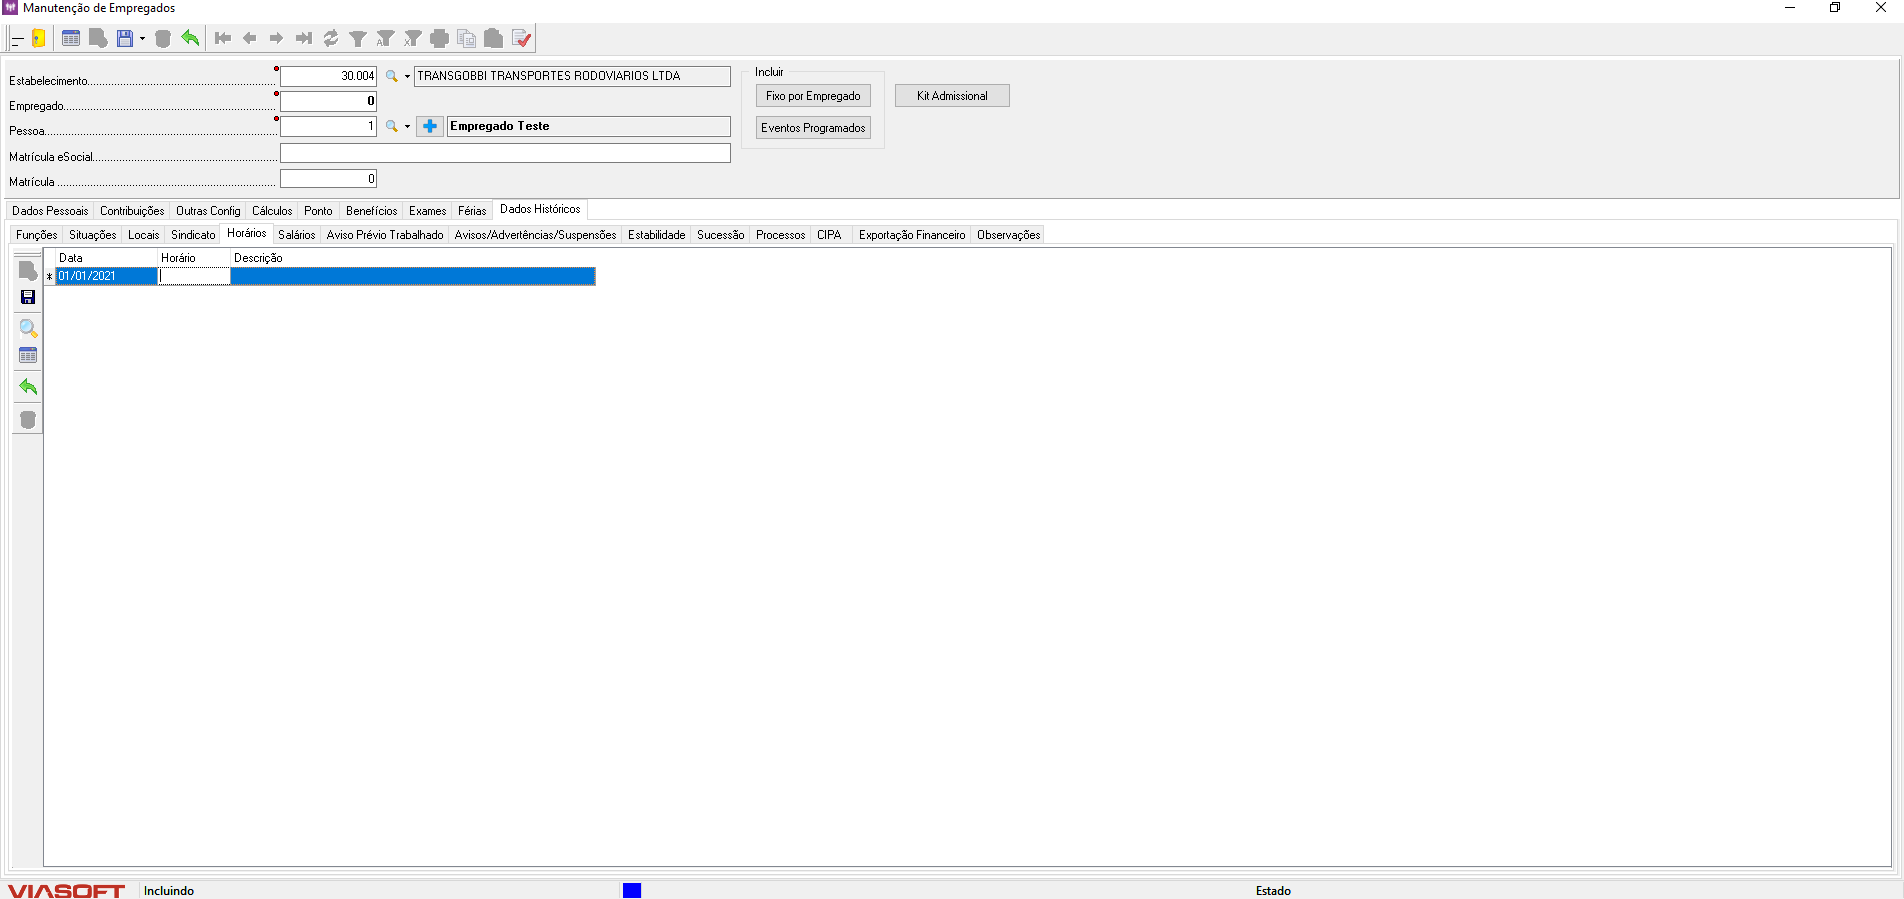 Manutenção de Empregados
Estabelecimento 30.004 TRANSGOBBI TRANSPORTES RODOVIARIOS LTDA
Empregado 0
Pessoa 1 Empregado Teste
Matrícula eSocial
Matrícula 0
Incluir
Fixo por Empregado
Eventos Programados
Kit Admissional
Dados Pessoais Contribuições Outras Config Cálculos Ponto Benefícios Exames Férias Dados Históricos
Funções Situações Locais Sindicato Horários Salários Aviso Prévio Trabalhado Avisos/Advertências/Suspensões Estabilidade Sucessão Processos CIPA Exportação Financeiro Observações
Data Horário Descrição
* 01/01/2021
VIASOFT Incluindo Estado